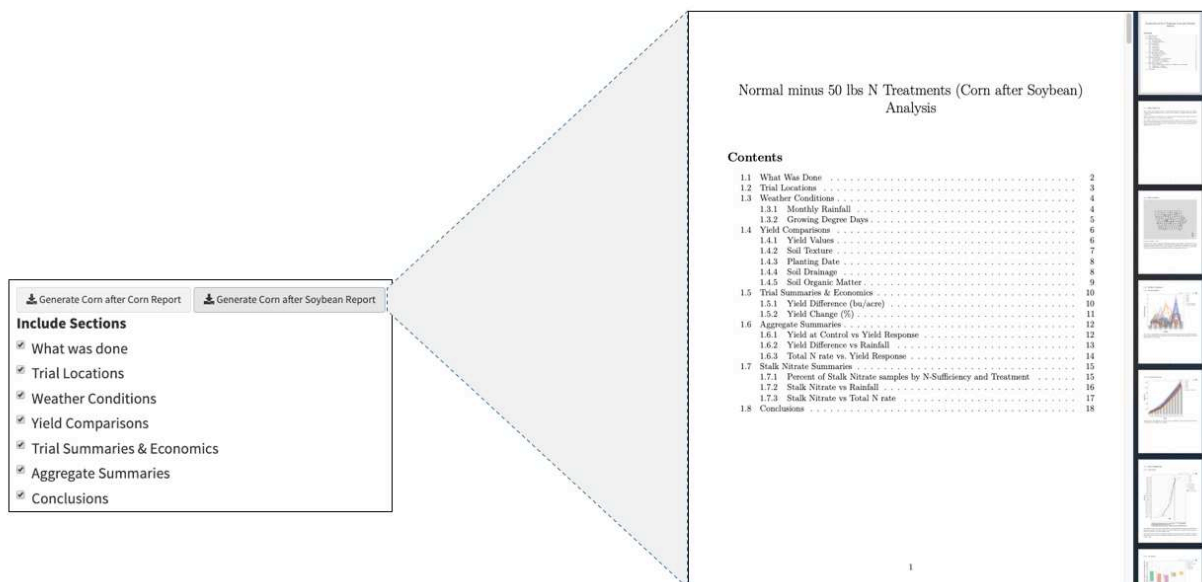 Generate Corn after Corn Report
Generate Corn after Soybean Report
Include Sections
What was done
Trial Locations
Weather Conditions
Yield Comparisons
Trial Summaries & Economics
Aggregate Summaries
Conclusions
Normal minus 50 lbs N Treatments (Corn after Soybean)
Analysis
Contents
1.1 What Was Done . . . . . . . . . . . . . . . . . . . . 2
1.2 Trial Locations . . . . . . . . . . . . . . . . . . . . 3
1.3 Weather Conditions . . . . . . . . . . . . . . . . . . . . 4
1.3.1 Monthly Rainfall . . . . . . . . . . . . . . . . . . . . 4
1.3.2 Growing Degree Days . . . . . . . . . . . . . . . . . . . . 5
1.4 Yield Comparisons . . . . . . . . . . . . . . . . . . . . 6
1.4.1 Yield Values . . . . . . . . . . . . . . . . . . . . 6
1.4.2 Soil Texture . . . . . . . . . . . . . . . . . . . . 7
1.4.3 Planting Date . . . . . . . . . . . . . . . . . . . . 8
1.4.4 Soil Drainage . . . . . . . . . . . . . . . . . . . . 8
1.4.5 Soil Organic Matter . . . . . . . . . . . . . . . . . . . . 9
1.5 Trial Summaries & Economics . . . . . . . . . . . . . . . . . . . . 10
1.5.1 Yield Difference (bu/acre) . . . . . . . . . . . . . . . . . . . . 10
1.5.2 Yield Change (%) . . . . . . . . . . . . . . . . . . . . 11
1.6 Aggregate Summaries . . . . . . . . . . . . . . . . . . . . 12
1.6.1 Yield at Control vs Yield Response . . . . . . . . . . . . . . . . . . . . 12
1.6.2 Yield Difference vs Rainfall . . . . . . . . . . . . . . . . . . . . 13
1.6.3 Total N rate vs. Yield Response . . . . . . . . . . . . . . . . . . . . 14
1.7 Stalk Nitrate Summaries . . . . . . . . . . . . . . . . . . . . 15
1.7.1 Percent of Stalk Nitrate samples by N-Sufficiency and Treatment . . . . . . 15
1.7.2 Stalk Nitrate vs Rainfall . . . . . . . . . . . . . . . . . . . . 16
1.7.3 Stalk Nitrate vs Total N rate . . . . . . . . . . . . . . . . . . . . 17
1.8 Conclusions . . . . . . . . . . . . . . . . . . . . 18
1